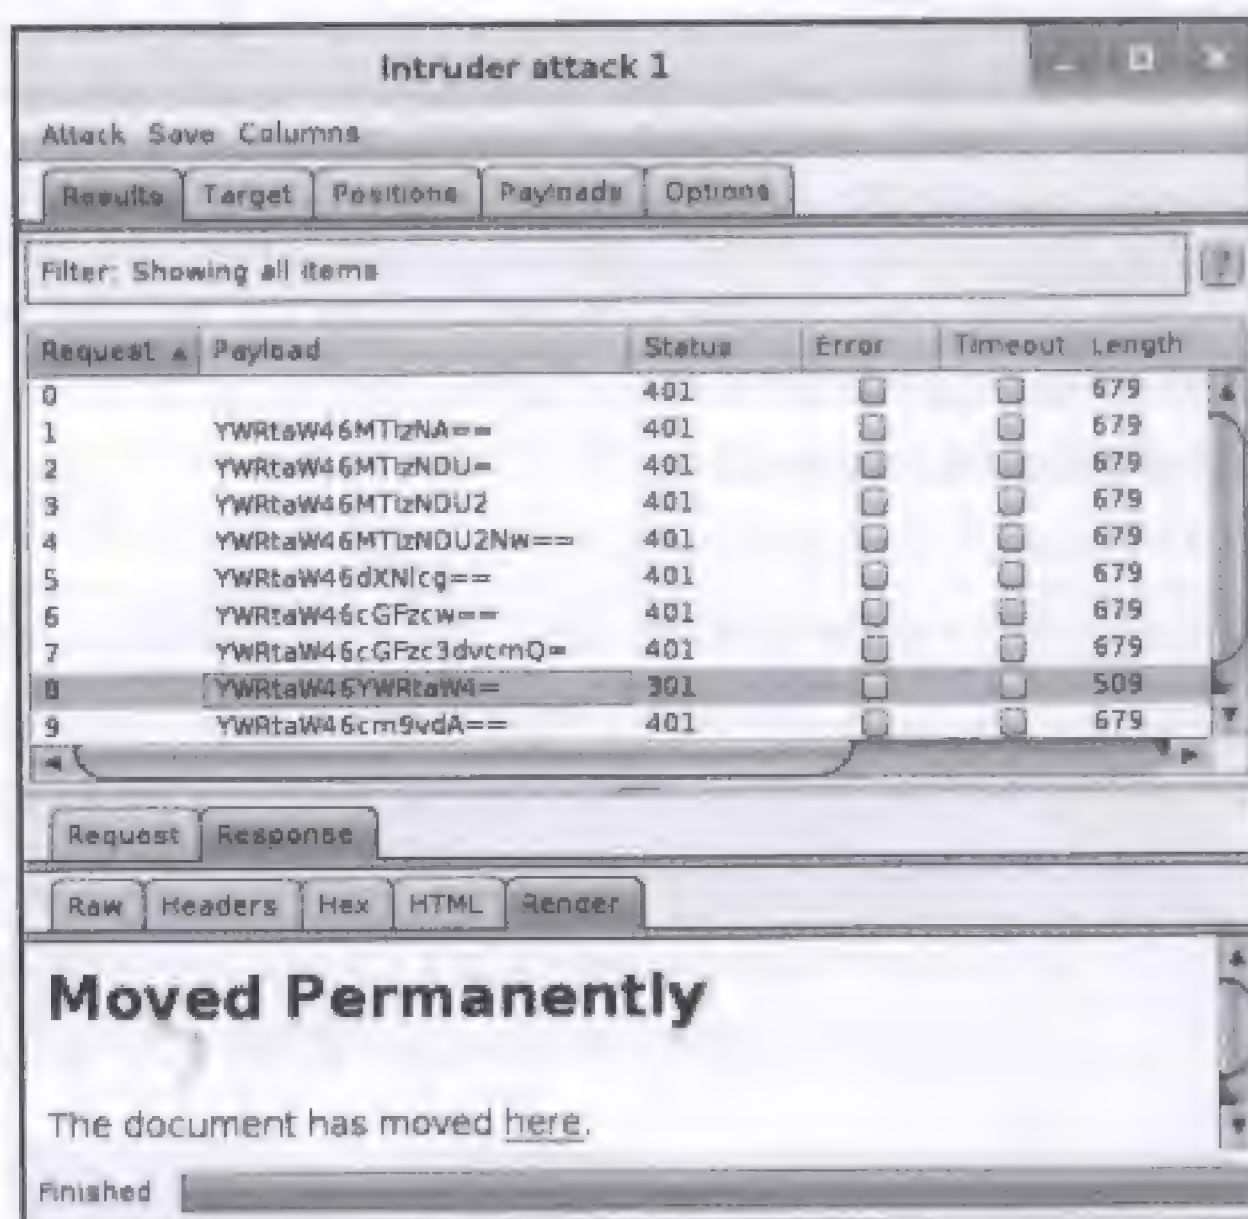 Intruder attack 1
Attack Save Columns
Results Target Positions Payloads Options
Filter: Showing all items ?
Request Payload Status Error Timeout Length
0 401 679
1 YWRtaW46MTIzNA== 401 679
2 YWRtaW46MTIzNDU= 401 679
3 YWRtaW46MTIzNDU2 401 679
4 YWRtaW46MTIzNDU2Nw== 401 679
5 YWRtaW46dXNlcg== 401 679
6 YWRtaW46cGFzcw== 401 679
7 YWRtaW46cGFzc3dvcmQ= 401 679
8 YWRtaW46YWRtaW4= 301 509
9 YWRtaW46cm9vdA== 401 679
Request Response
Raw Headers Hex HTML Render
Moved Permanently
The document has moved here.
Finished